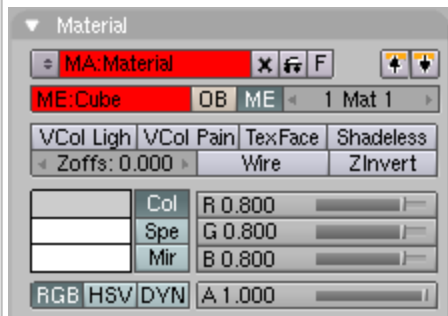 Material
MA:Material F
ME:Cube OB ME 1 Mat 1
VCol Ligh VCol Pain TexFace Shadeless
Zoffs: 0.000 Wire ZInvert
Col R 0.800
Spe G 0.800
Mir B 0.800
RGB HSV DYN A 1.000